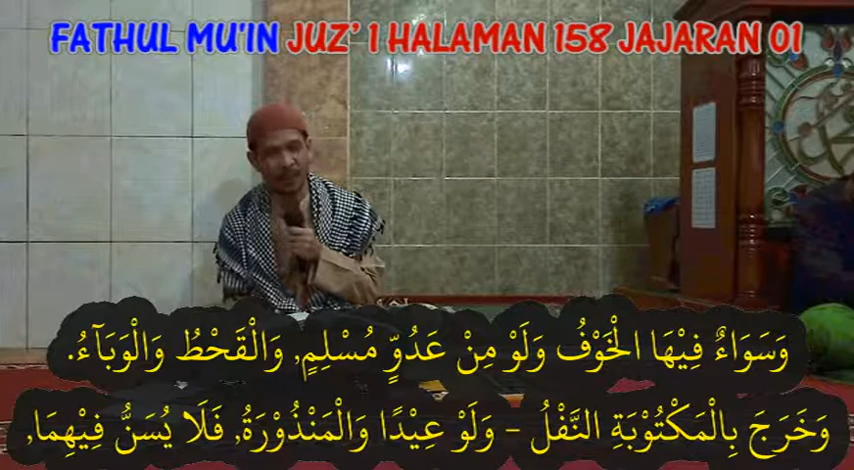 FATHUL MU'IN JUZ' 1 HALAMAN 158 JAJARAN 01
وَسَوَاءٌ فِيْهَا الْخَوْفُ وَلَوْ مِنْ عَدُوٍّ مُسْلِمٍ, وَالْقَحْطُ وَالْوَبَآءُ.
وَخَرَجَ بِالْمَكْتُوْبَةِ النَّفْلُ - وَلَوْ عِيْدًا وَالْمَنْذُوْرَةُ, فَلَا يُسَنُّ فِيْهِمَا,